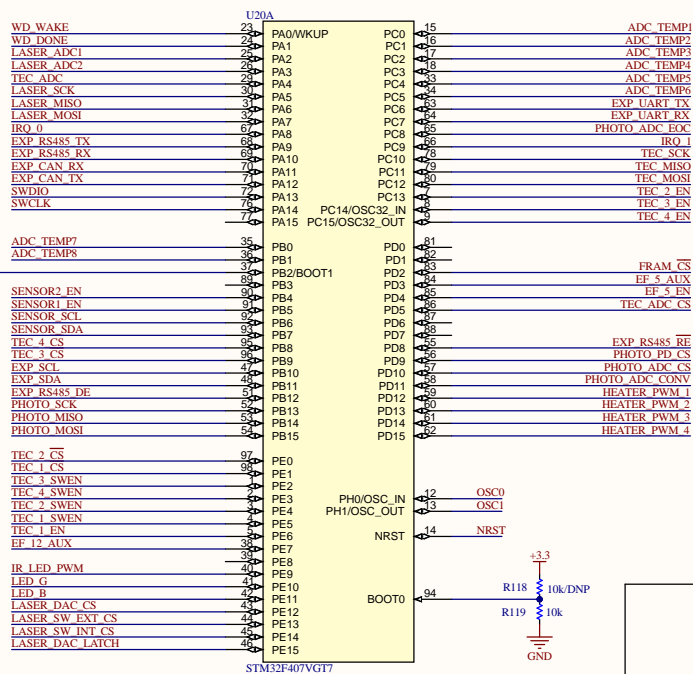 U20A
WD_WAKE 23 PA0/WKUP PC0 15 ADC_TEMP1
WD_DONE 24 PA1 PC1 16 ADC_TEMP2
LASER_ADC1 25 PA2 PC2 17 ADC_TEMP3
LASER_ADC2 26 PA3 PC3 18 ADC_TEMP4
TEC_ADC 29 PA4 PC4 33 ADC_TEMP5
LASER_SCK 30 PA5 PC5 34 ADC_TEMP6
LASER_MISO 31 PA6 PC6 63 EXP_UART_TX
LASER_MOSI 32 PA7 PC7 64 EXP_UART_RX
IRQ_0 67 PA8 PC8 65 PHOTO_ADC_EOC
EXP_RS485_TX 68 PA9 PC9 66 IRQ_1
EXP_RS485_RX 69 PA10 PC10 78 TEC_SCK
EXP_CAN_RX 70 PA11 PC11 79 TEC_MISO
EXP_CAN_TX 71 PA12 PC12 80 TEC_MOSI
SWDIO 72 PA13 PC13 7 TEC_2_EN
SWCLK 76 PA14 PC14/OSC32_IN 8 TEC_3_EN
77 PA15 PC15/OSC32_OUT 9 TEC_4_EN
ADC_TEMP7 35 PB0 PD0 81
ADC_TEMP8 36 PB1 PD1 82
37 PB2/BOOT1 PD2 83 FRAM_CS
89 PB3 PD3 84 EF_5_AUX
SENSOR2_EN 90 PB4 PD4 85 EF_5_EN
SENSOR1_EN 91 PB5 PD5 86 TEC_ADC_CS
SENSOR_SCL 92 PB6 PD6 87
SENSOR_SDA 93 PB7 PD7 88
TEC_4_CS 95 PB8 PD8 55 EXP_RS485_RE
TEC_3_CS 96 PB9 PD9 56 PHOTO_PD_CS
EXP_SCL 47 PB10 PD10 57 PHOTO_ADC_CS
EXP_SDA 48 PB11 PD11 58 PHOTO_ADC_CONV
EXP_RS485_DE 51 PB12 PD12 59 HEATER_PWM_1
PHOTO_SCK 52 PB13 PD13 60 HEATER_PWM_2
PHOTO_MISO 53 PB14 PD14 61 HEATER_PWM_3
PHOTO_MOSI 54 PB15 PD15 62 HEATER_PWM_4
TEC_2_CS 97 PE0
TEC_1_CS 98 PE1
TEC_3_SWEN 1 PE2
TEC_4_SWEN 2 PE3 PH0/OSC_IN 12 OSC0
TEC_2_SWEN 3 PE4 PH1/OSC_OUT 13 OSC1
TEC_1_SWEN 4 PE5
TEC_1_EN 5 PE6 NRST 14 NRST
EF_12_AUX 38 PE7
39 PE8 +3.3
IR_LED_PWM 40 PE9
LED_G 41 PE10 R118 10k/DNP
LED_B 42 PE11 BOOT0 94
LASER_DAC_CS 43 PE12 R119 10k
LASER_SW_EXT_CS 44 PE13
LASER_SW_INT_CS 45 PE14
LASER_DAC_LATCH 46 PE15 GND
STM32F407VGT7